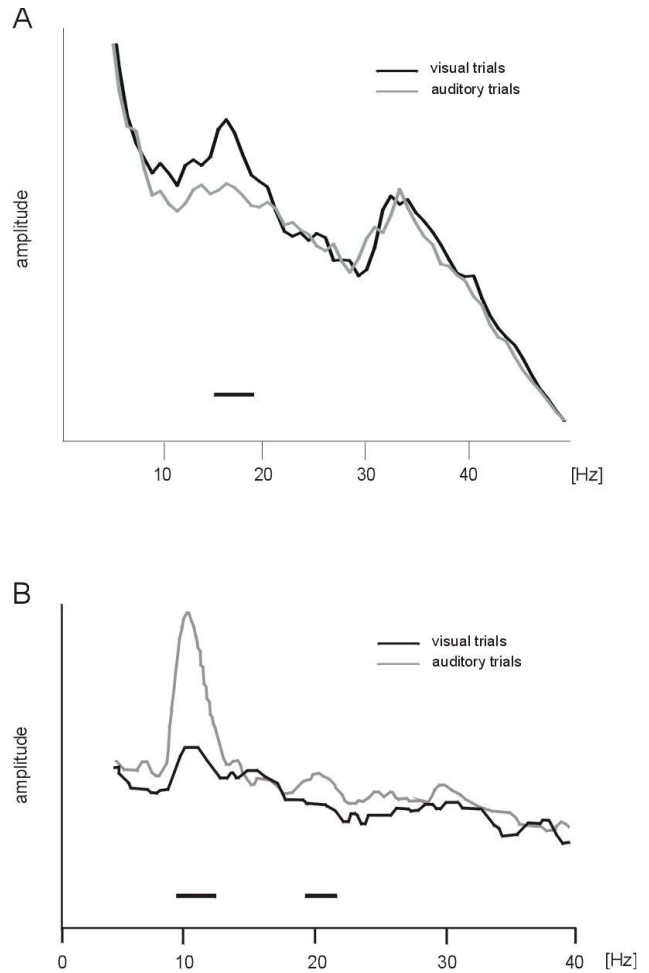 A
visual trials
auditory trials
amplitude
10 20 30 40 [Hz]
B
visual trials
auditory trials
amplitude
0 10 20 30 40 [Hz]